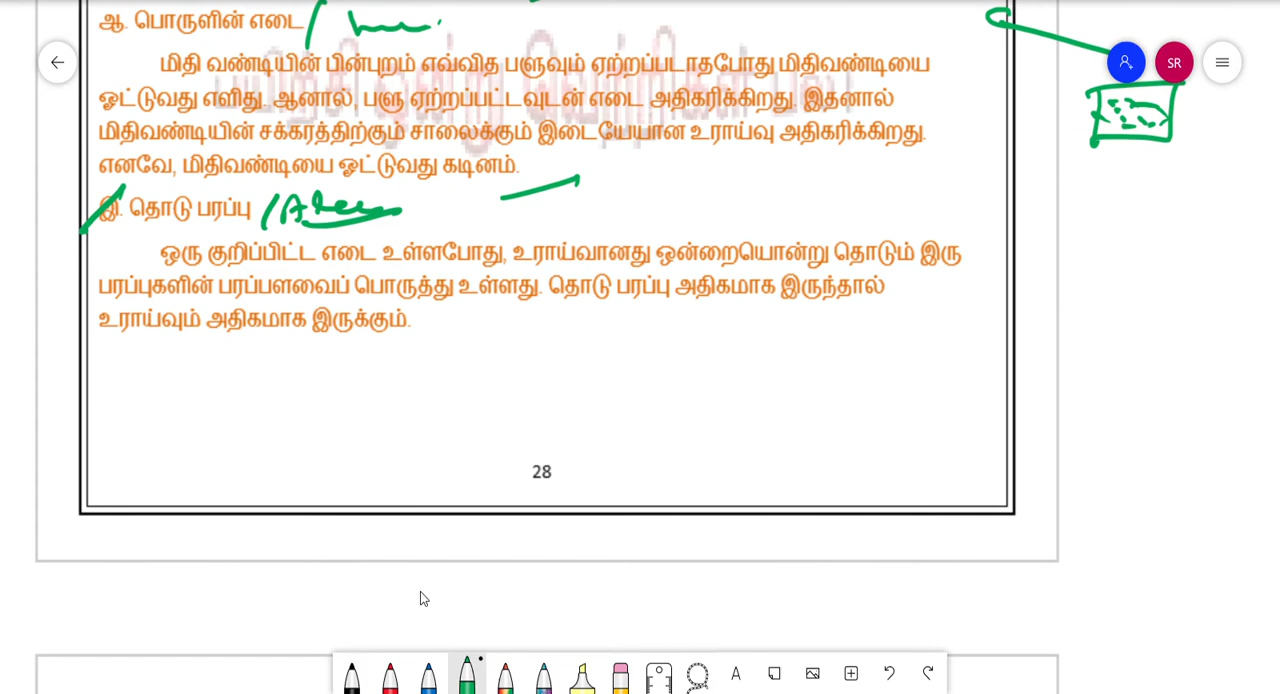 ஆ. பொருளின் எடை
மிதி வண்டியின் பின்புறம் எவ்வித பளுவும் ஏற்றப்படாதபோது மிதிவண்டியை
ஓட்டுவது எளிது. ஆனால், பளு ஏற்றப்பட்டவுடன் எடை அதிகரிக்கிறது. இதனால்
மிதிவண்டியின் சக்கரத்திற்கும் சாலைக்கும் இடையேயான உராய்வு அதிகரிக்கிறது.
எனவே, மிதிவண்டியை ஓட்டுவது கடினம்.
இ. தொடு பரப்பு
ஒரு குறிப்பிட்ட எடை உள்ளபோது, உராய்வானது ஒன்றையொன்று தொடும் இரு
பரப்புகளின் பரப்பளவைப் பொருத்து உள்ளது. தொடு பரப்பு அதிகமாக இருந்தால்
உராய்வும் அதிகமாக இருக்கும்.
28
SR
A